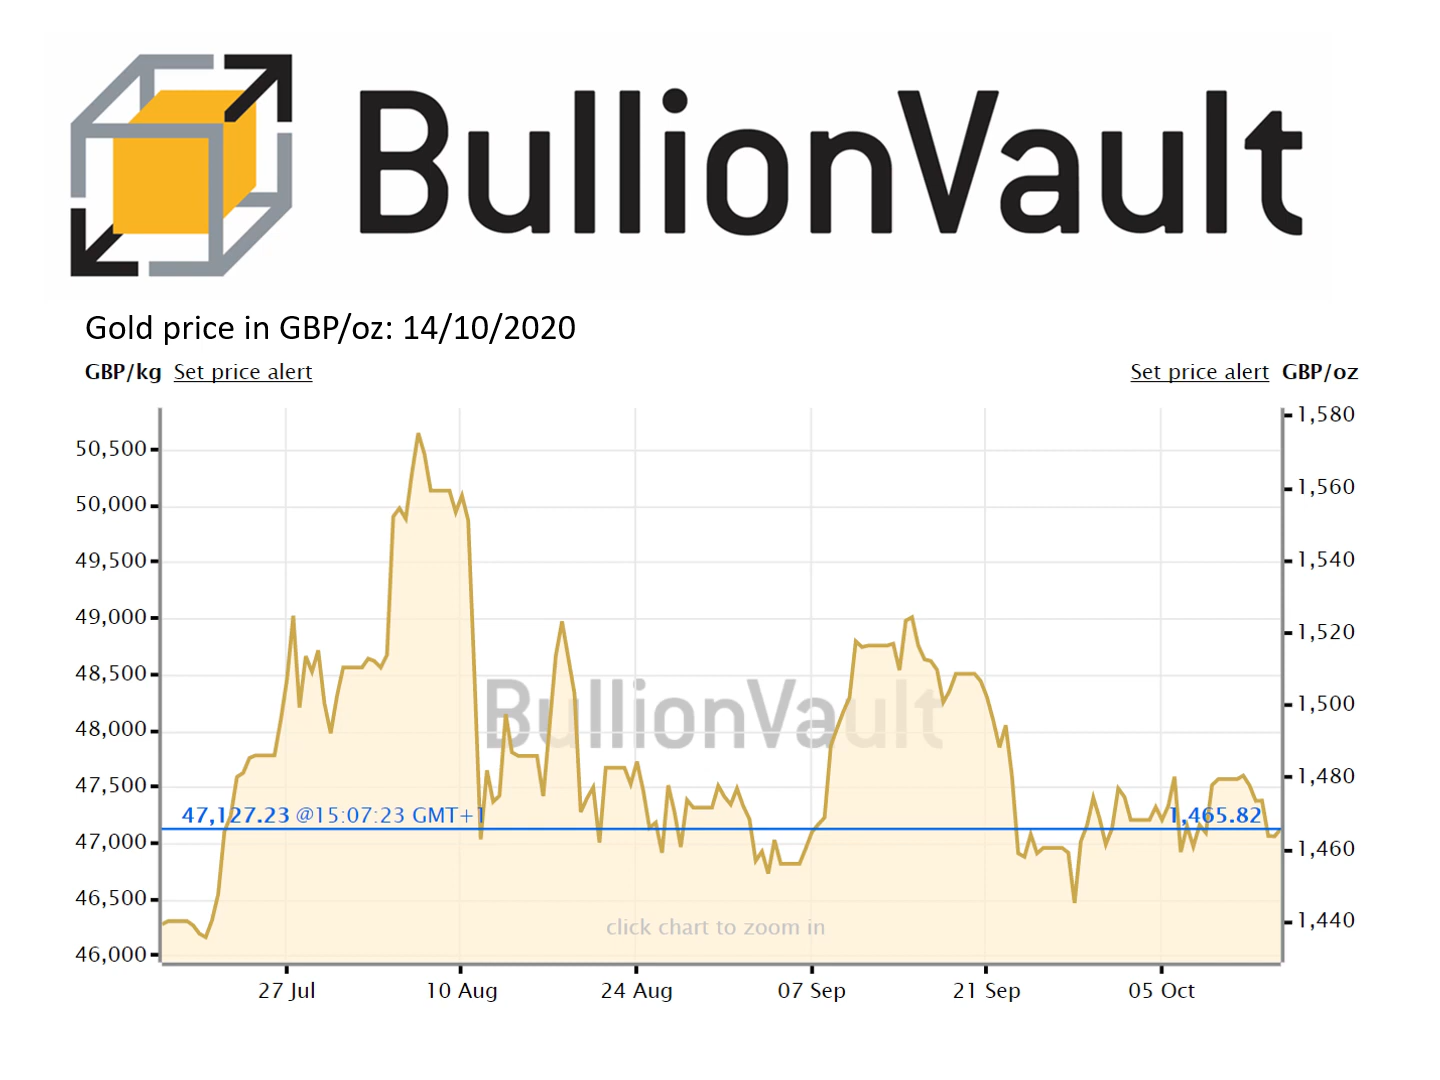 BullionVault
Gold price in GBP/oz: 14/10/2020
GBP/kg Set price alert Set price alert GBP/oz
1,580
50,500
1,560
50,000
49,500 1,540
49,000
1,520
48,500
1,500
BullionVault
48,000
1,480
47,500
47,127.23 @15:07:23 GMT+1 1,465.82
47,000 1,460
46,500
1,440
click chart to zoom in
46,000
27 Jul 10 Aug 24 Aug 07 Sep 21 Sep 05 Oct